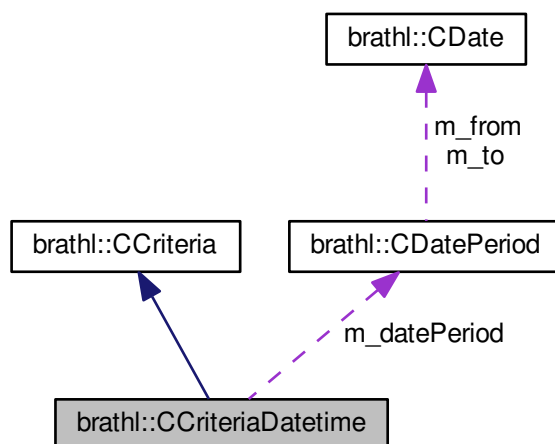 brathl::CDate
m_from
m_to
brathl::CCriteria
brathl::CDatePeriod
m_datePeriod
brathl::CCriteriaDatetime